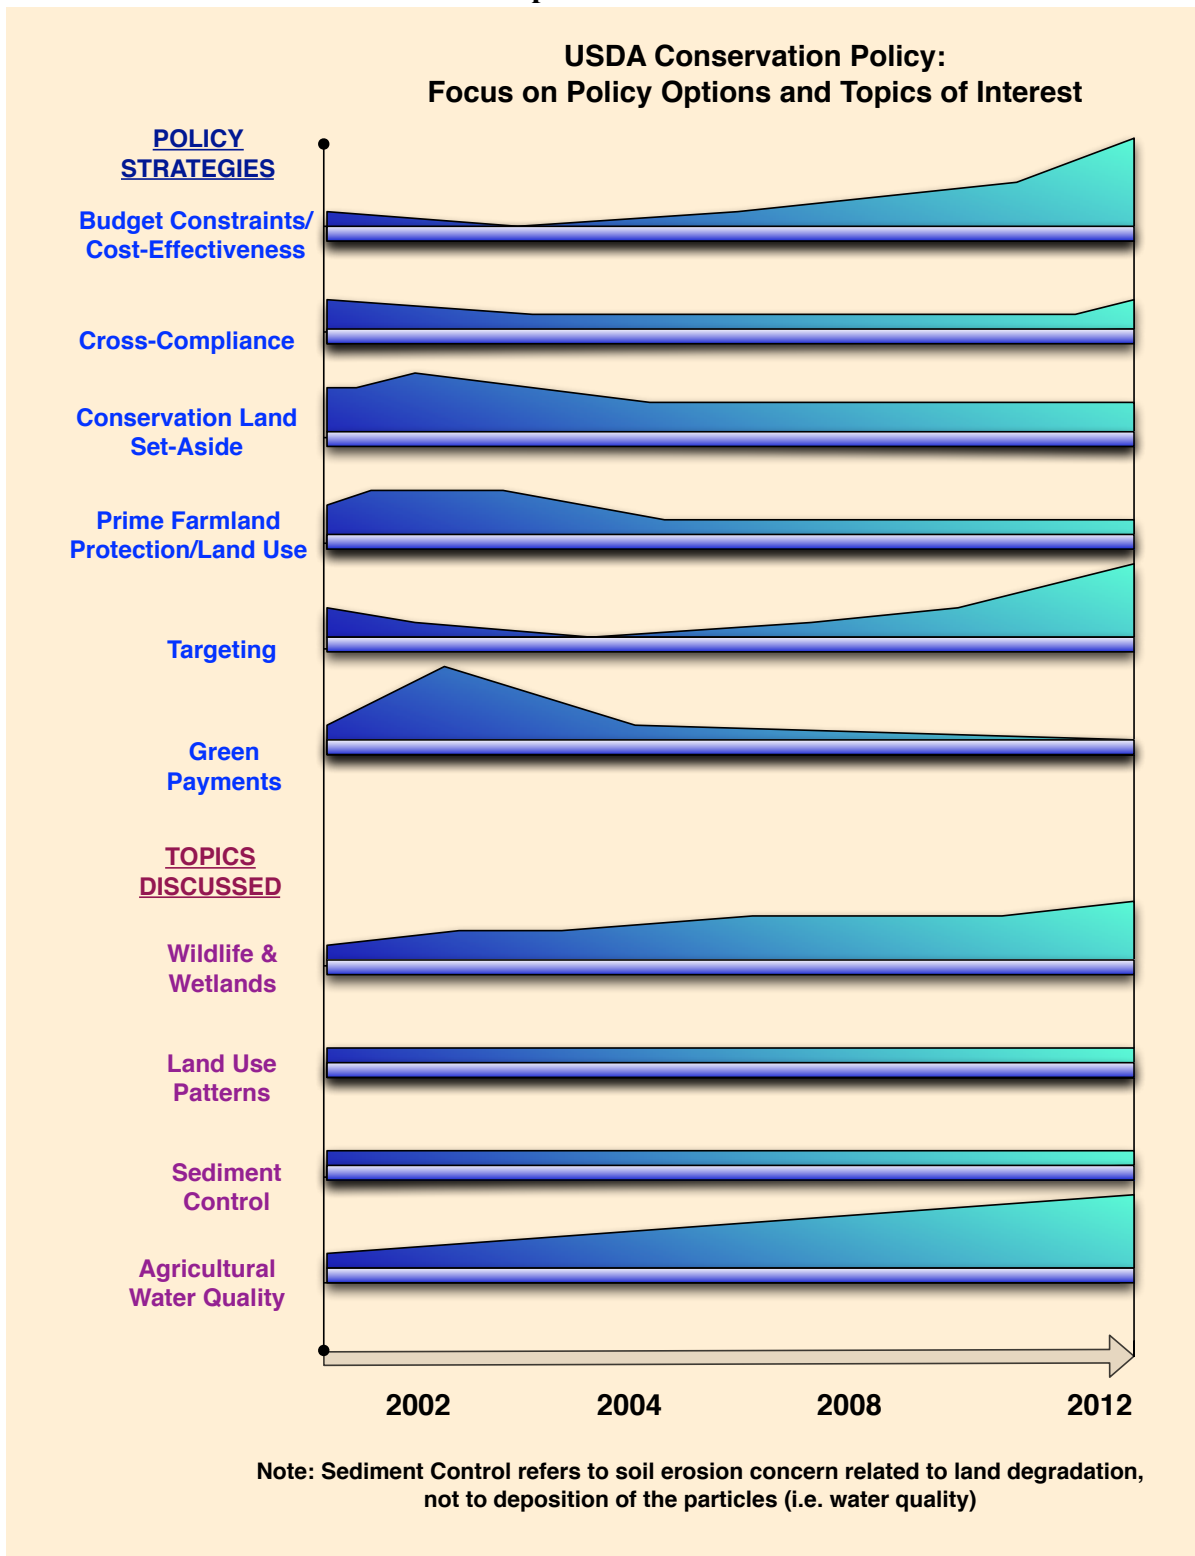 USDA Conservation Policy:
Focus on Policy Options and Topics of Interest
POLICY
STRATEGIES
Budget Constraints/
Cost-Effectiveness
Cross-Compliance
Conservation Land
Set-Aside
Prime Farmland
Protection/Land Use
Targeting
Green
Payments
TOPICS
DISCUSSED
Wildlife &
Wetlands
Land Use
Patterns
Sediment
Control
Agricultural
Water Quality
2002 2004 2008 2012
Note: Sediment Control refers to soil erosion concern related to land degradation,
not to deposition of the particles (i.e. water quality)